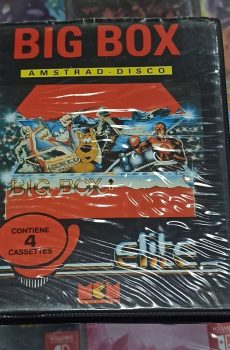 BIG BOX
AMSTRAD-DISCO
BIG BOX
CONTIENE
4
CASSETTES
elite